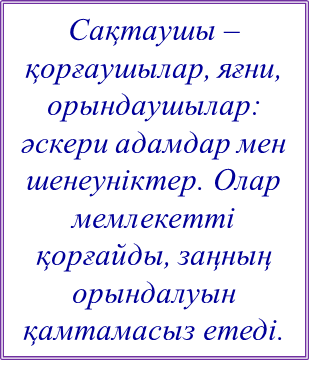 Сақтаушы –
қорғаушылар, яғни,
орындаушылар:
әскери адамдар мен
шенеуніктер. Олар
мемлекетті
қорғайды, заңның
орындалуын
қамтамасыз етеді.